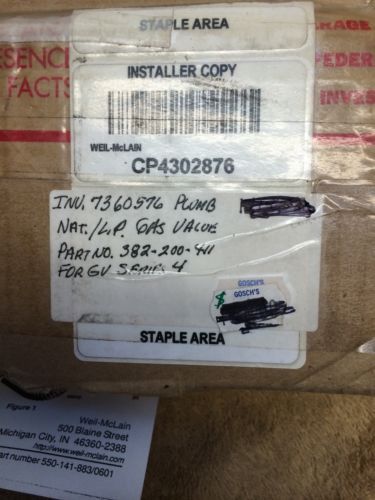 STAPLE AREA
RAGE
ESENC
FEDER
FACTS
INVES
INSTALLER COPY
WEIL-McLAIN
CP4302876
INV. 7360576 PLUMB
NAT./L.P. GAS VALVE
PART NO. 382-200-411
FOR GV SERIES 4
GOSCH'S
GOSCH'S
$
STAPLE AREA
Figure 1
Weil-McLain
500 Blaine Street
Michigan City, IN 46360-2388
http://www.weil-mclain.com
art number 550-141-883/0601